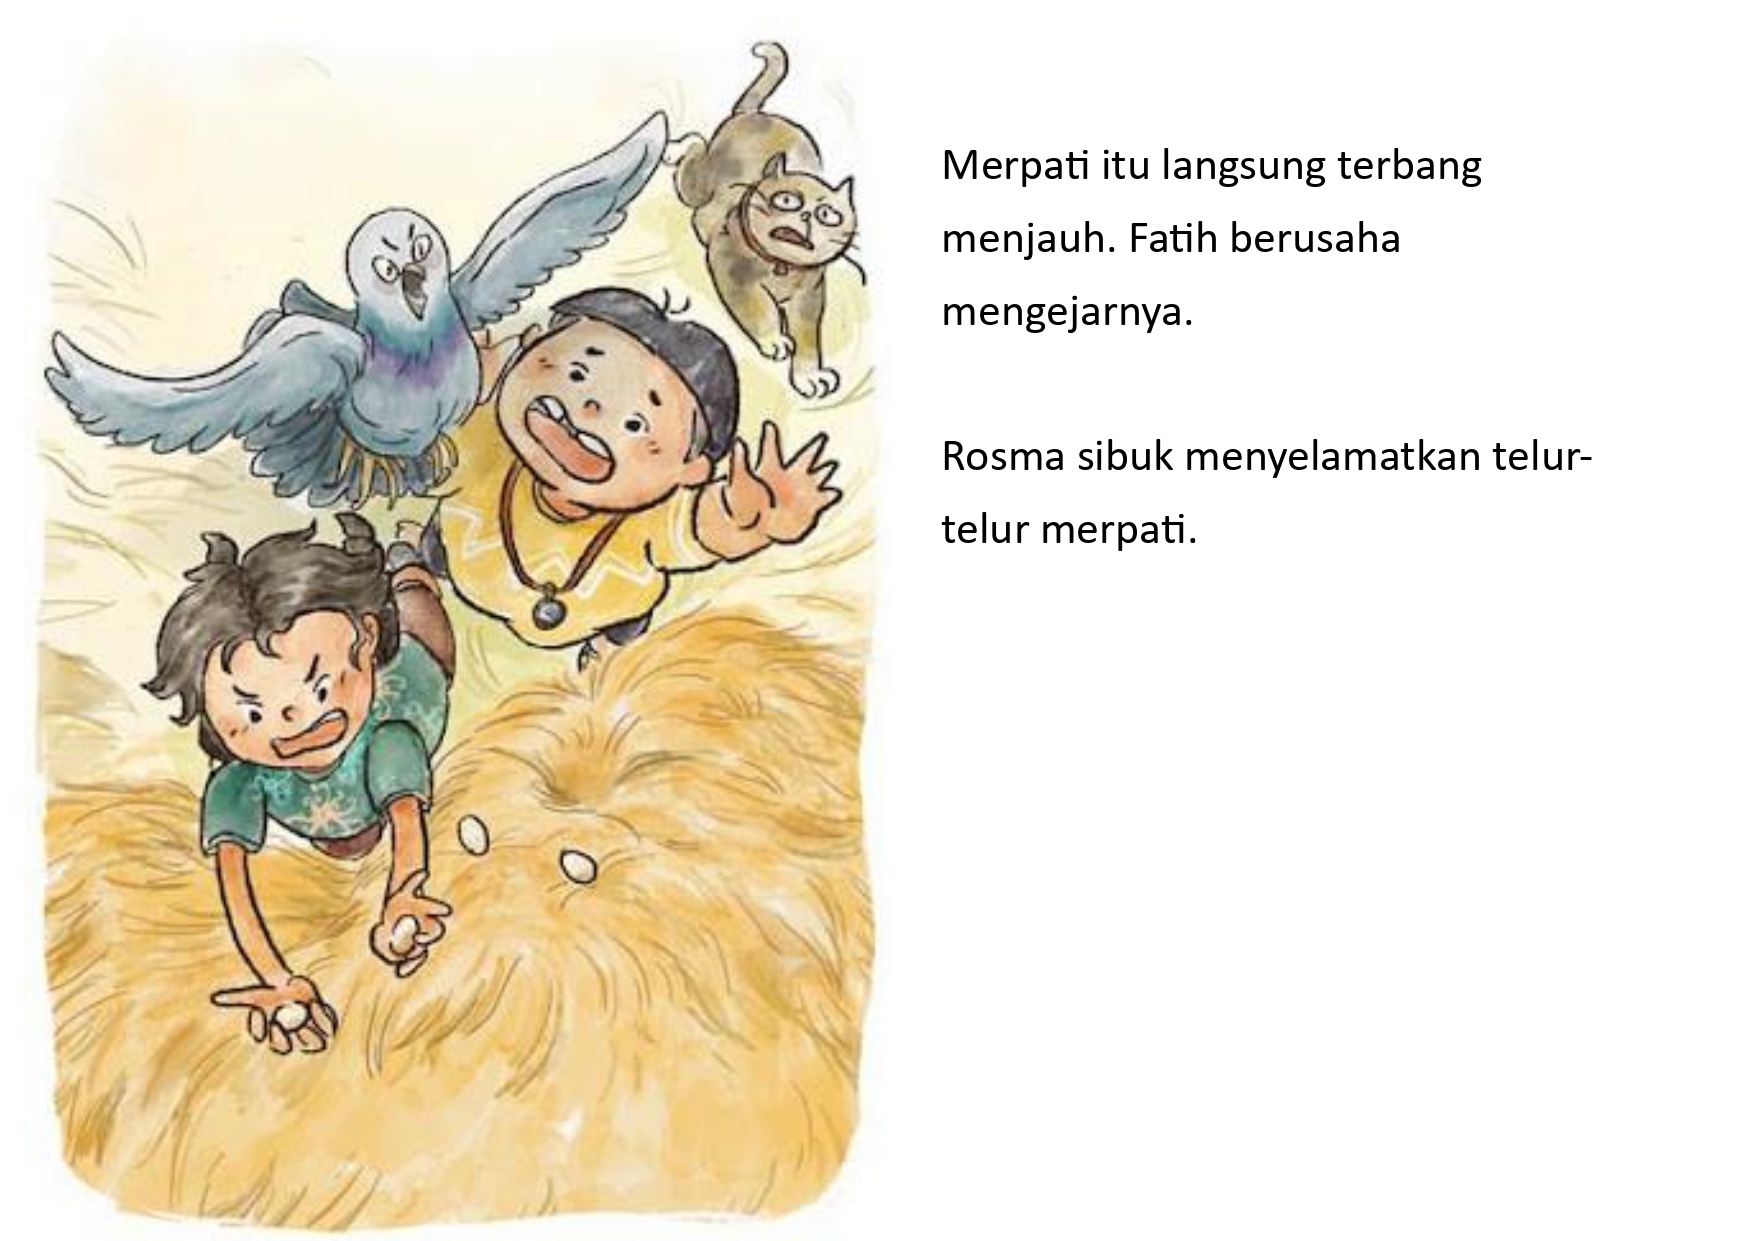 Merpati itu langsung terbang
menjauh. Fatih berusaha
mengejarnya.
Rosma sibuk menyelamatkan telur-
telur merpati.